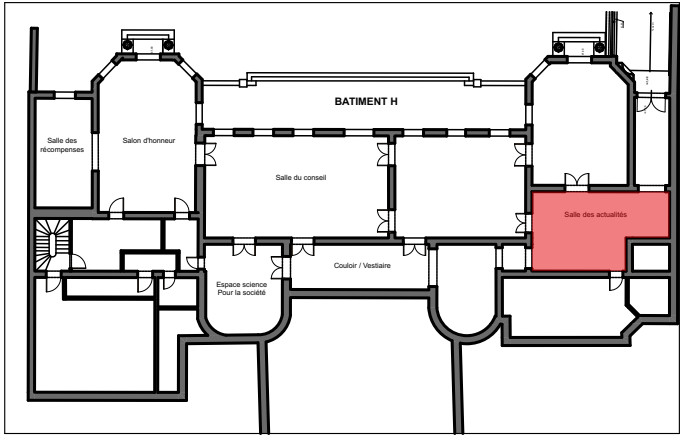 BATIMENT H
Salle des
récompenses
Salon d'honneur
Salle du conseil
Salle des actualités
Couloir / Vestiaire
Espace science
Pour la société